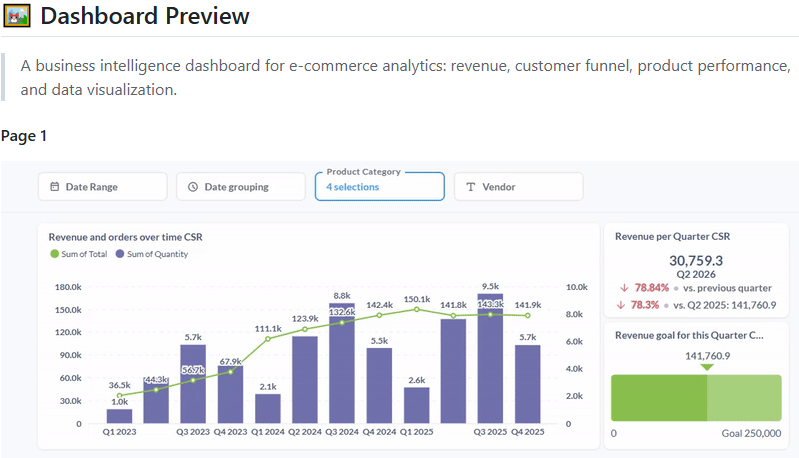 Dashboard Preview
A business intelligence dashboard for e-commerce analytics: revenue, customer funnel, product performance,
and data visualization.
Page 1
Date Range
Date grouping
Product Category
4 selections
Vendor
Revenue and orders over time CSR
Sum of Total
Sum of Quantity
180.0k
150.0k
120.0k
90.0k
60.0k
30.0k
0
10.0k
8.0k
6.0k
4.0k
2.0k
0
36.5k
44.3k
56.7k
67.9k
111.1k
123.9k
132.6k
142.4k
150.1k
141.8k
143.3k
141.9k
1.0k
5.7k
2.1k
8.8k
5.5k
2.6k
9.5k
5.7k
Q1 2023
Q3 2023
Q4 2023
Q1 2024
Q2 2024
Q3 2024
Q4 2024
Q1 2025
Q3 2025
Q4 2025
Revenue per Quarter CSR
30,759.3
Q2 2026
78.84% vs. previous quarter
78.3% vs. Q2 2025: 141,760.9
Revenue goal for this Quarter C...
141,760.9
0
Goal 250,000